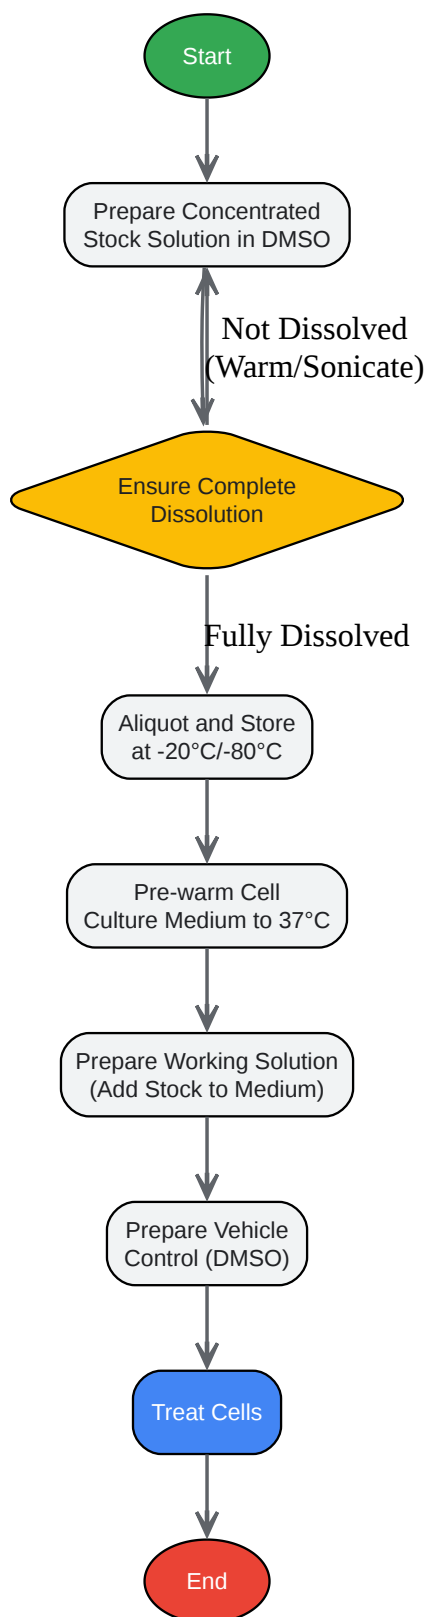 Start
Prepare Concentrated
Stock Solution in DMSO
Not Dissolved
(Warm/Sonicate)
Ensure Complete
Dissolution
Fully Dissolved
Aliquot and Store
at -20°C/-80°C
Pre-warm Cell
Culture Medium to 37°C
Prepare Working Solution
(Add Stock to Medium)
Prepare Vehicle
Control (DMSO)
Treat Cells
End